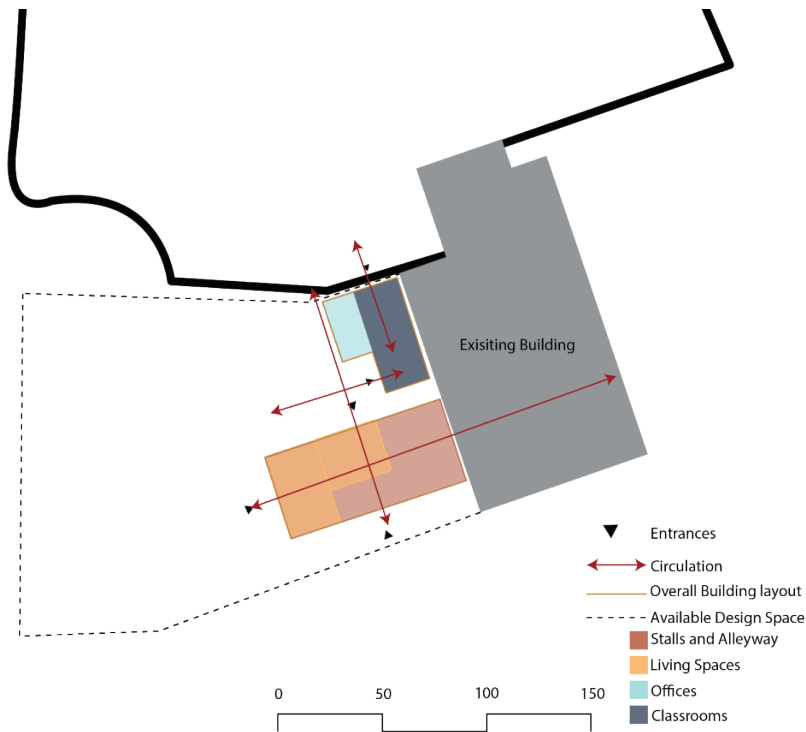 Exisiting Building
Entrances
Circulation
Overall Building layout
Available Design Space
Stalls and Alleyway
Living Spaces
Offices
Classrooms
0 50 100 150